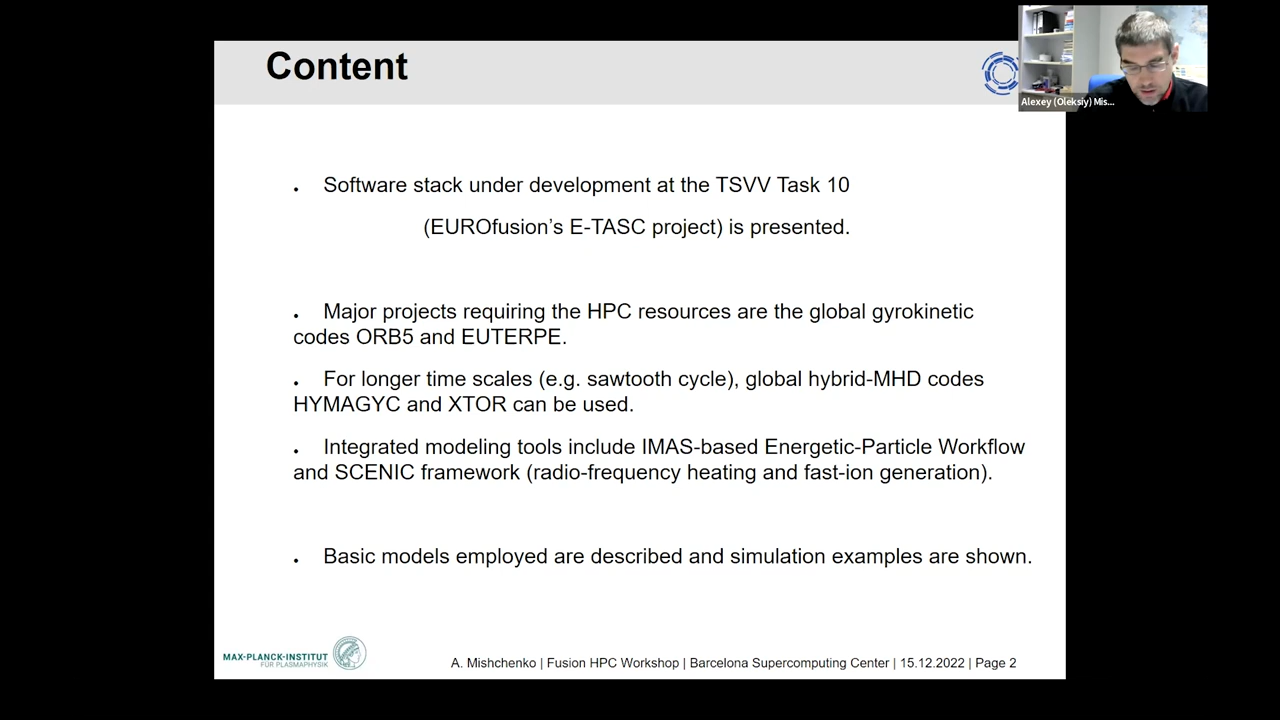 Content
Alexey (Oleksiy) Mis...
• Software stack under development at the TSVV Task 10
(EUROfusion's E-TASC project) is presented.
• Major projects requiring the HPC resources are the global gyrokinetic
codes ORB5 and EUTERPE.
• For longer time scales (e.g. sawtooth cycle), global hybrid-MHD codes
HYMAGYC and XTOR can be used.
• Integrated modeling tools include IMAS-based Energetic-Particle Workflow
and SCENIC framework (radio-frequency heating and fast-ion generation).
• Basic models employed are described and simulation examples are shown.
MAX-PLANCK-INSTITUT
FÜR PLASMAPHYSIK
A. Mishchenko | Fusion HPC Workshop | Barcelona Supercomputing Center | 15.12.2022 | Page 2